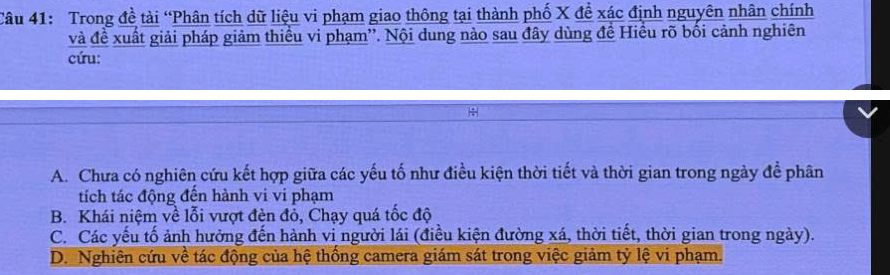 Câu 41: Trong đề tài “Phân tích dữ liệu vi phạm giao thông tại thành phố X để xác định nguyên nhân chính
và đề xuất giải pháp giảm thiểu vi phạm”. Nội dung nào sau đây dùng để Hiểu rõ bối cảnh nghiên
cứu:
A. Chưa có nghiên cứu kết hợp giữa các yếu tố như điều kiện thời tiết và thời gian trong ngày để phân
tích tác động đến hành vi vi phạm
B. Khái niệm về lỗi vượt đèn đỏ, Chạy quá tốc độ
C. Các yếu tố ảnh hưởng đến hành vi người lái (điều kiện đường xá, thời tiết, thời gian trong ngày).
D. Nghiên cứu về tác động của hệ thống camera giám sát trong việc giảm tỷ lệ vi phạm.